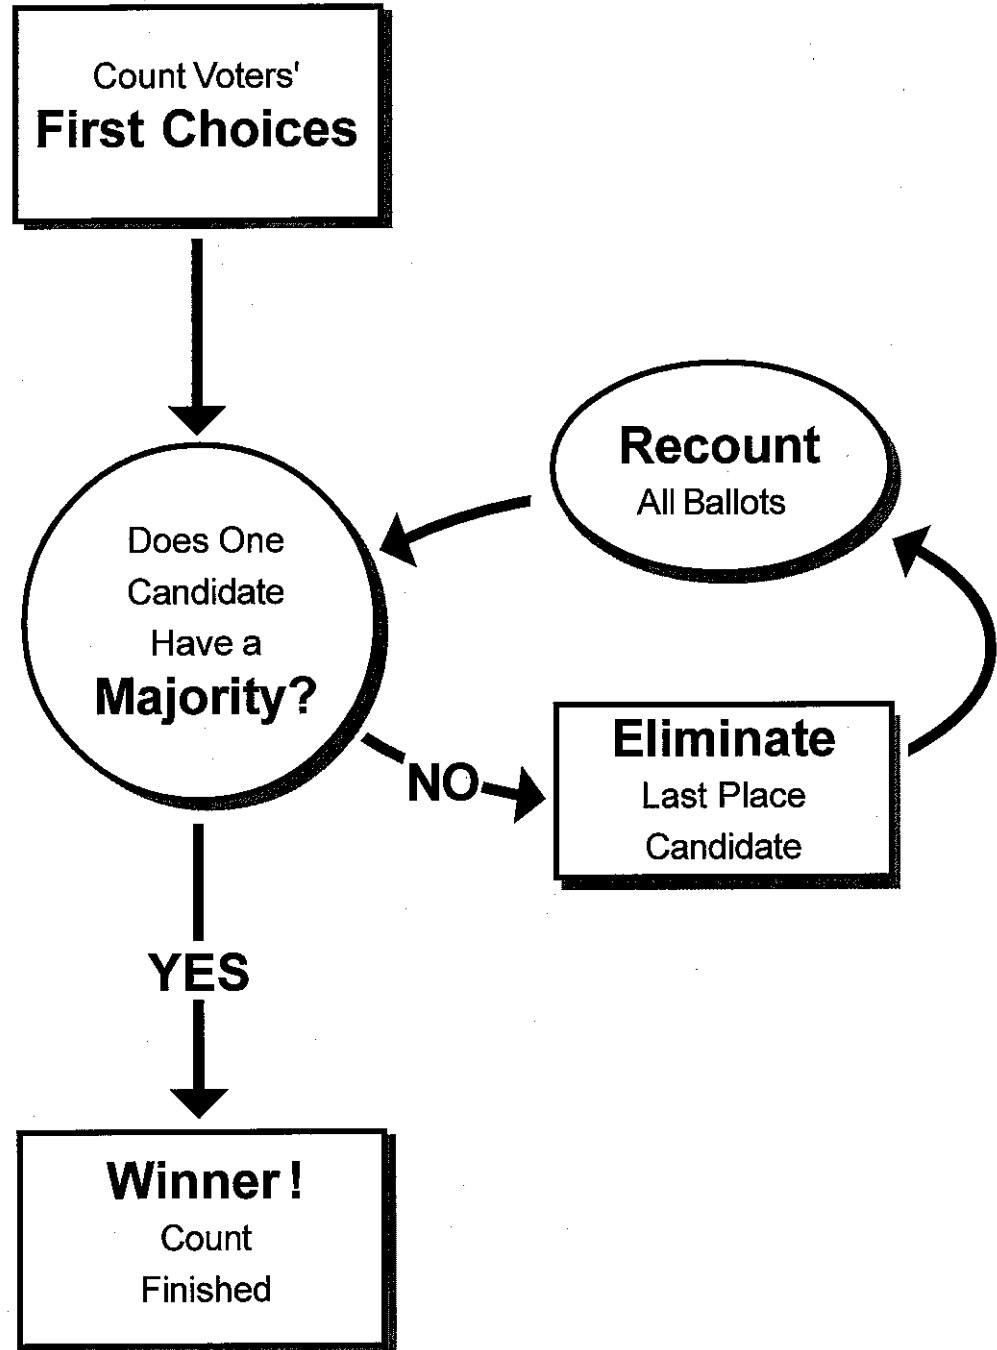 Count Voters'
First Choices
Does One
Candidate
Have a
Majority?
NO
Eliminate
Last Place
Candidate
Recount
All Ballots
YES
Winner!
Count
Finished